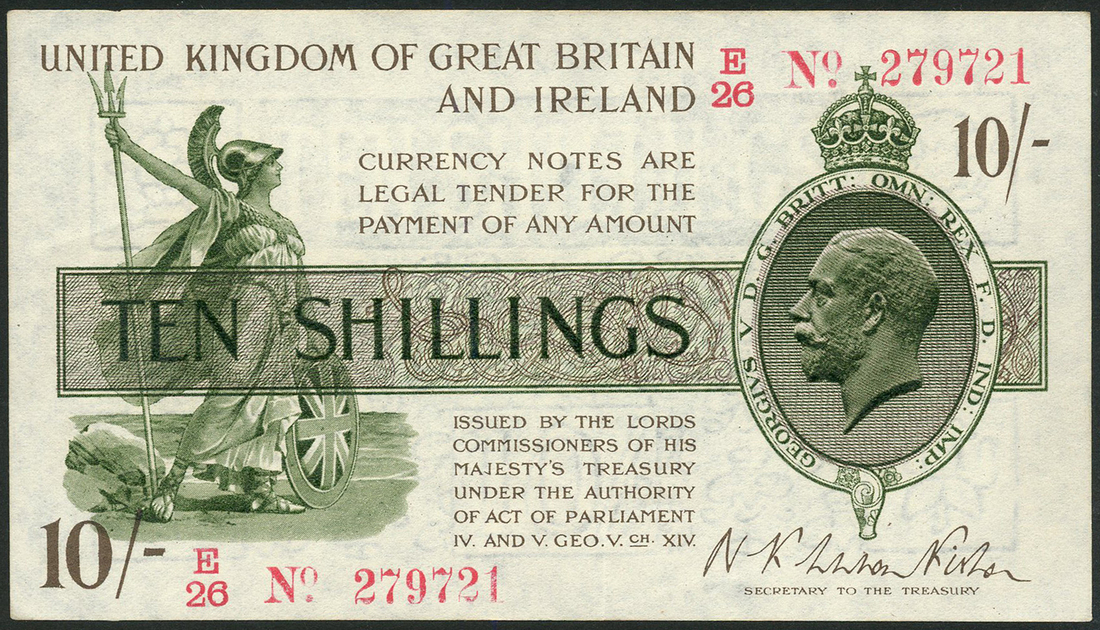 UNITED KINGDOM OF GREAT BRITAIN
AND IRELAND
E
26
Nº 279721
10/-
CURRENCY NOTES ARE
LEGAL TENDER FOR THE
PAYMENT OF ANY AMOUNT
TEN SHILLINGS
GEORGIVS V D. G. BRITT: OMN: REX F. D. IND: IMP:
ISSUED BY THE LORDS
COMMISSIONERS OF HIS
MAJESTY'S TREASURY
UNDER THE AUTHORITY
OF ACT OF PARLIAMENT
IV. AND V. GEO. V. CH. XIV.
10/-
E
26
Nº 279721
SECRETARY TO THE TREASURY